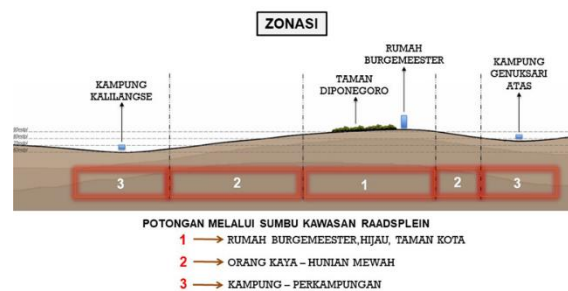 ZONASI
RUMAH
BURGEMEESTER
KAMPUNG
KALILANGSE
TAMAN
DIPONEGORO
KAMPUNG
GENUKSARI
ATAS
3
2
1
2
3
POTONGAN MELALUI SUMBU KAWASAN RAADSPLEIN
1 → RUMAH BURGEMEESTER,HIJAU, TAMAN KOTA
2 → ORANG KAYA – HUNIAN MEWAH
3 → KAMPUNG – PERKAMPUNGAN